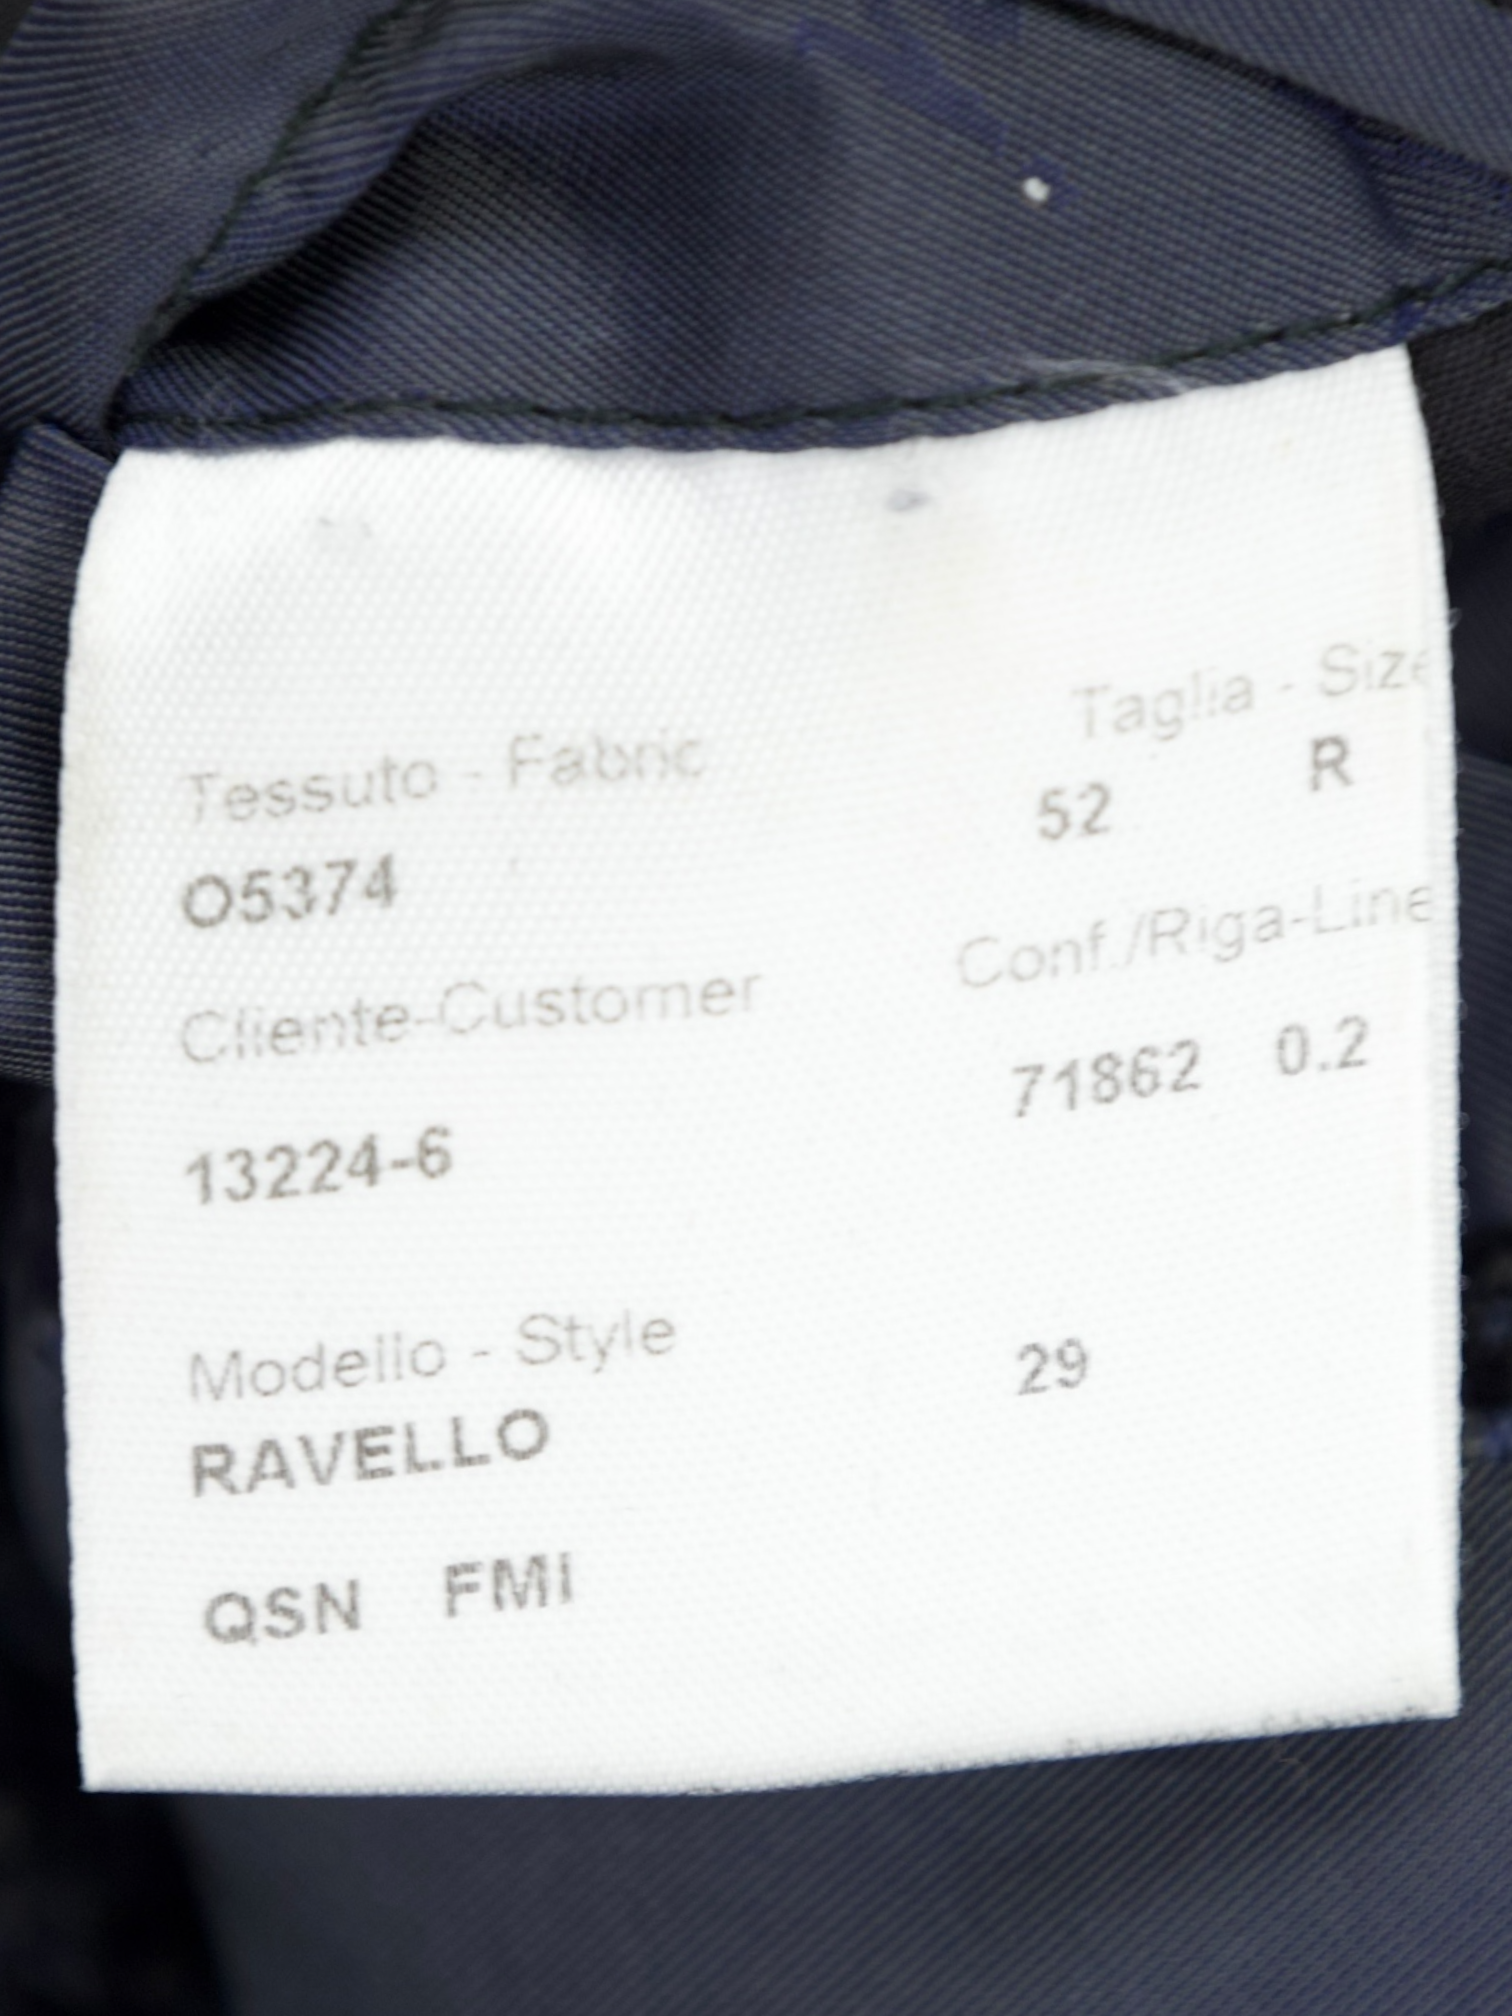 Taglia - Size
Tessuto - Fabric
52 R
O5374
Conf./Riga-Line
Cliente-Customer
71862 0.2
13224-6
Modello - Style
29
RAVELLO
QSN FMI